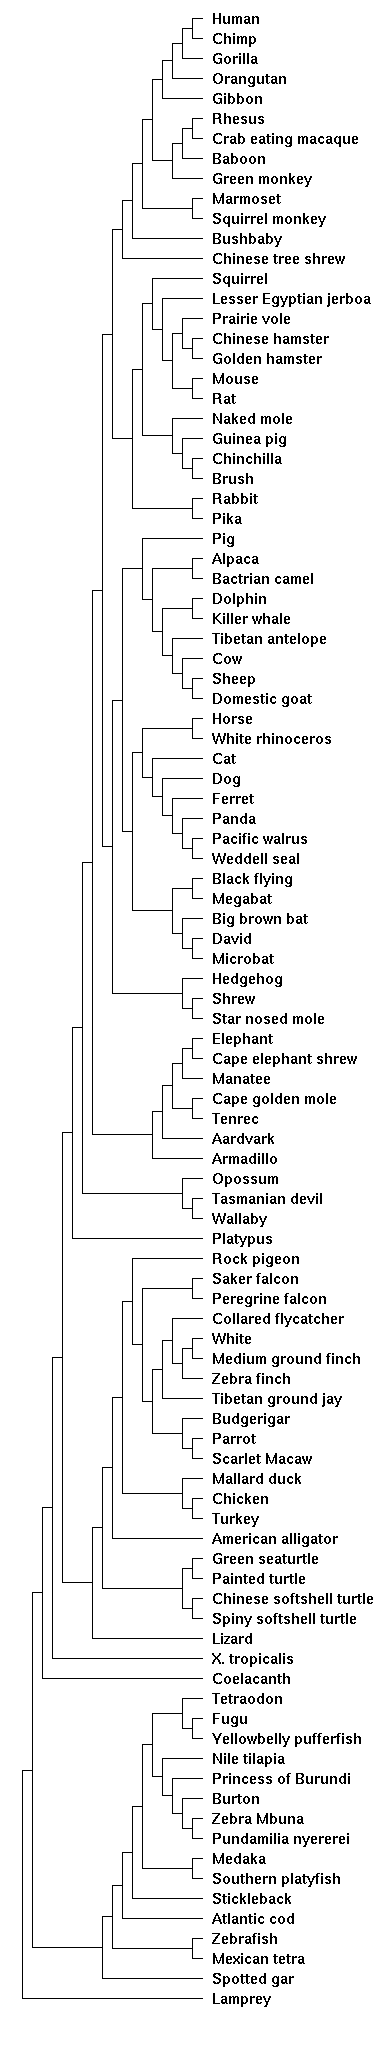 Human
Chimp
Gorilla
Orangutan
Gibbon
Rhesus
Crab eating macaque
Baboon
Green monkey
Marmoset
Squirrel monkey
Bushbaby
Chinese tree shrew
Squirrel
Lesser Egyptian jerboa
Prairie vole
Chinese hamster
Golden hamster
Mouse
Rat
Naked mole
Guinea pig
Chinchilla
Brush
Rabbit
Pika
Pig
Alpaca
Bactrian camel
Dolphin
Killer whale
Tibetan antelope
Cow
Sheep
Domestic goat
Horse
White rhinoceros
Cat
Dog
Ferret
Panda
Pacific walrus
Weddell seal
Black flying
Megabat
Big brown bat
David
Microbat
Hedgehog
Shrew
Star nosed mole
Elephant
Cape elephant shrew
Manatee
Cape golden mole
Tenrec
Aardvark
Armadillo
Opossum
Tasmanian devil
Wallaby
Platypus
Rock pigeon
Saker falcon
Peregrine falcon
Collared flycatcher
White
Medium ground finch
Zebra finch
Tibetan ground jay
Budgerigar
Parrot
Scarlet Macaw
Mallard duck
Chicken
Turkey
American alligator
Green seaturtle
Painted turtle
Chinese softshell turtle
Spiny softshell turtle
Lizard
X. tropicalis
Coelacanth
Tetraodon
Fugu
Yellowbelly pufferfish
Nile tilapia
Princess of Burundi
Burton
Zebra Mbuna
Pundamilia nyererei
Medaka
Southern platyfish
Stickleback
Atlantic cod
Zebrafish
Mexican tetra
Spotted gar
Lamprey